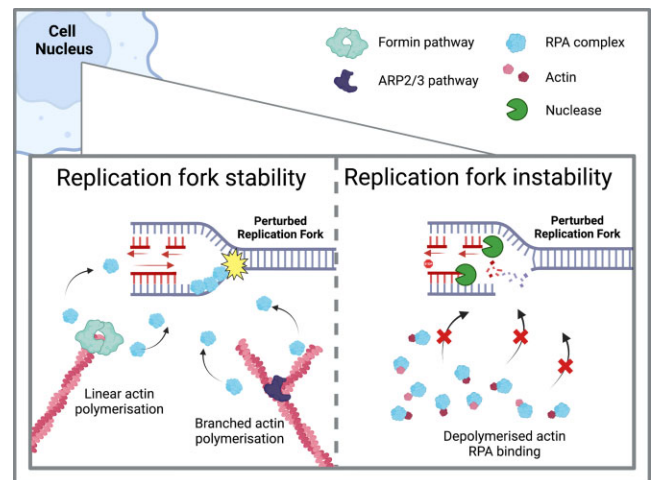 Cell
Nucleus
Formin pathway
RPA complex
ARP2/3 pathway
Actin
Nuclease
Replication fork stability
Perturbed
Replication Fork
Linear actin
polymerisation
Branched actin
polymerisation
Replication fork instability
Perturbed
Replication Fork
Depolymerised actin
RPA binding